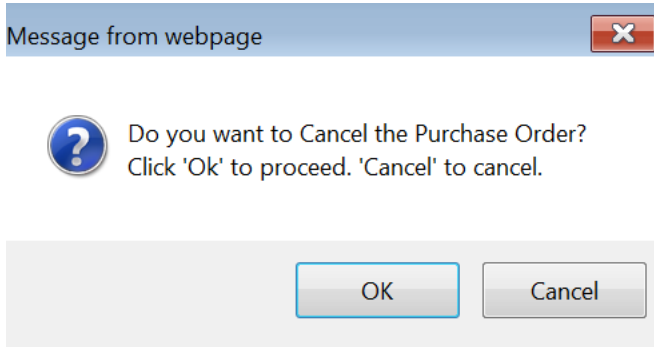 Message from webpage
Do you want to Cancel the Purchase Order?
Click 'Ok' to proceed. 'Cancel' to cancel.
OK Cancel